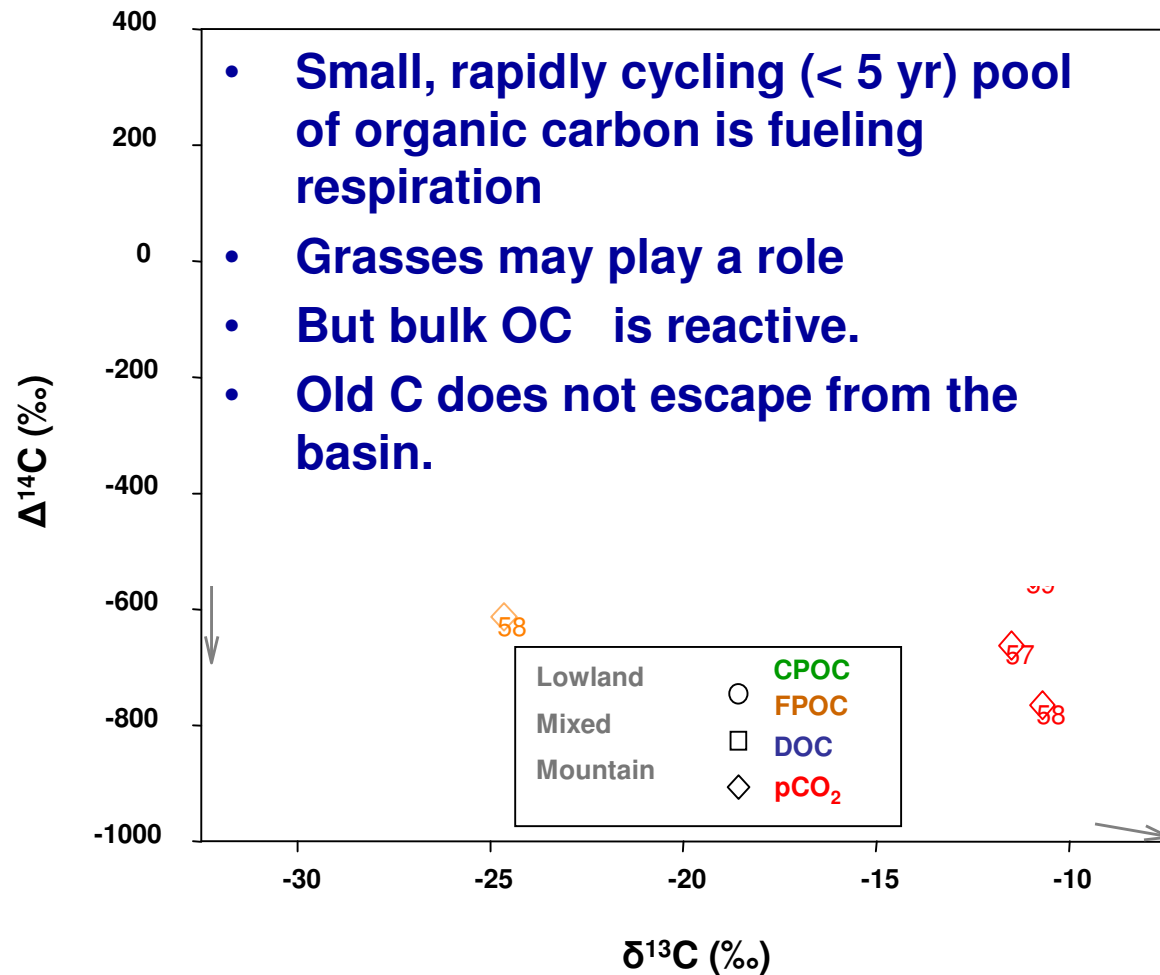 • Small, rapidly cycling (< 5 yr) pool
of organic carbon is fueling
respiration
• Grasses may play a role
• But bulk OC   is reactive.
• Old C does not escape from the
basin.
400
200
0
-200
-400
-600
-800
-1000
Δ¹⁴C (‰)
58
57
58
Lowland
Mixed
Mountain
CPOC
FPOC
DOC
pCO₂
-30
-25
-20
-15
-10
δ¹³C (‰)